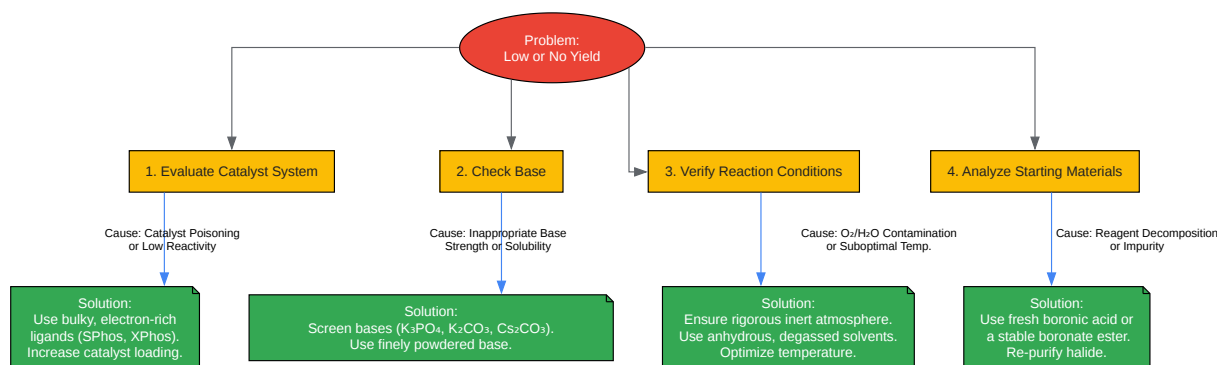 Problem:
Low or No Yield
1. Evaluate Catalyst System
2. Check Base
3. Verify Reaction Conditions
4. Analyze Starting Materials
Cause: Catalyst Poisoning
or Low Reactivity
Cause: Inappropriate Base
Strength or Solubility
Cause: O₂/H₂O Contamination
or Suboptimal Temp.
Cause: Reagent Decomposition
or Impurity
Solution:
Use bulky, electron-rich
ligands (SPhos, XPhos).
Increase catalyst loading.
Solution:
Screen bases (K₃PO₄, K₂CO₃, Cs₂CO₃).
Use finely powdered base.
Solution:
Ensure rigorous inert atmosphere.
Use anhydrous, degassed solvents.
Optimize temperature.
Solution:
Use fresh boronic acid or
a stable boronate ester.
Re-purify halide.